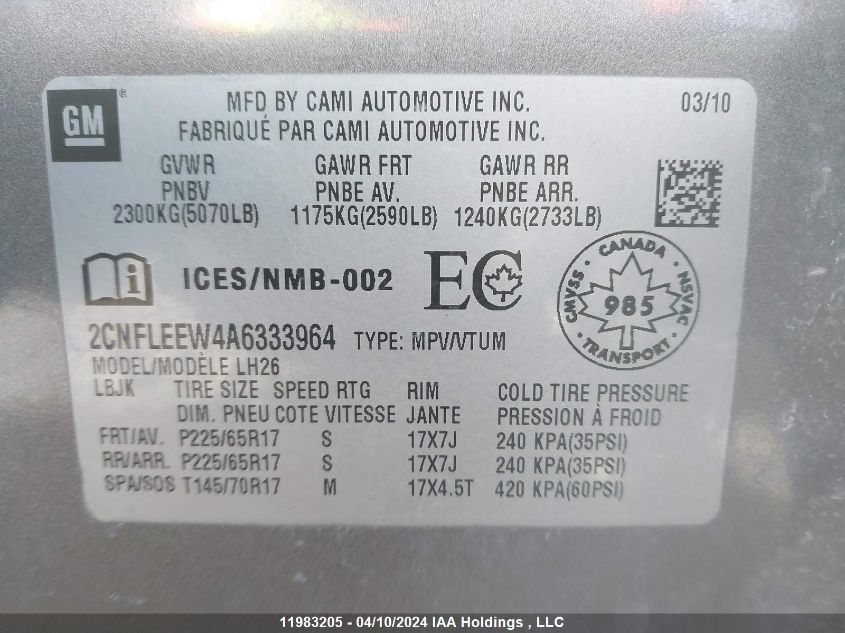 GM ® MFD BY CAMI AUTOMOTIVE INC. 03/10
FABRIQUÉ PAR CAMI AUTOMOTIVE INC.
GVWR GAWR FRT GAWR RR
PNBV PNBE AV. PNBE ARR.
2300KG(5070LB) 1175KG(2590LB) 1240KG(2733LB)
i ICES/NMB-002 EC
CANADA
CMVSS 985 NSVAC
TRANSPORT
2CNFLEEW4A6333964 TYPE: MPV/VTUM
MODEL/MODÈLE LH26
LBJK TIRE SIZE SPEED RTG RIM COLD TIRE PRESSURE
DIM. PNEU COTE VITESSE JANTE PRESSION À FROID
FRT/AV. P225/65R17 S 17X7J 240 KPA(35PSI)
RR/ARR. P225/65R17 S 17X7J 240 KPA(35PSI)
SPA/SOS T145/70R17 M 17X4.5T 420 KPA(60PSI)
11983205 - 04/10/2024 IAA Holdings , LLC